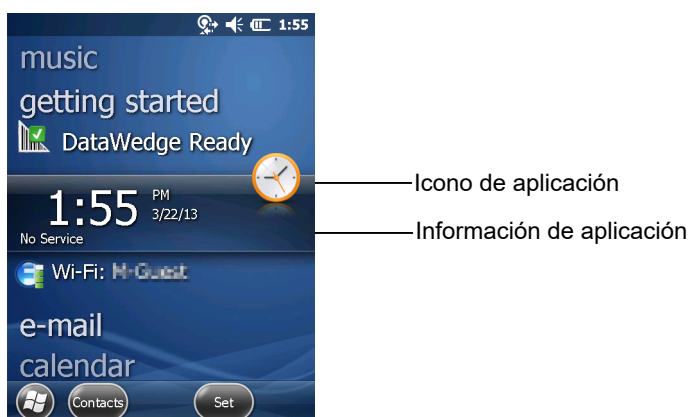 1:55
music
getting started
DataWedge Ready
1:55 PM
3/22/13
No Service
Wi-Fi:
e-mail
calendar
Contacts
Set
Icono de aplicación
Información de aplicación